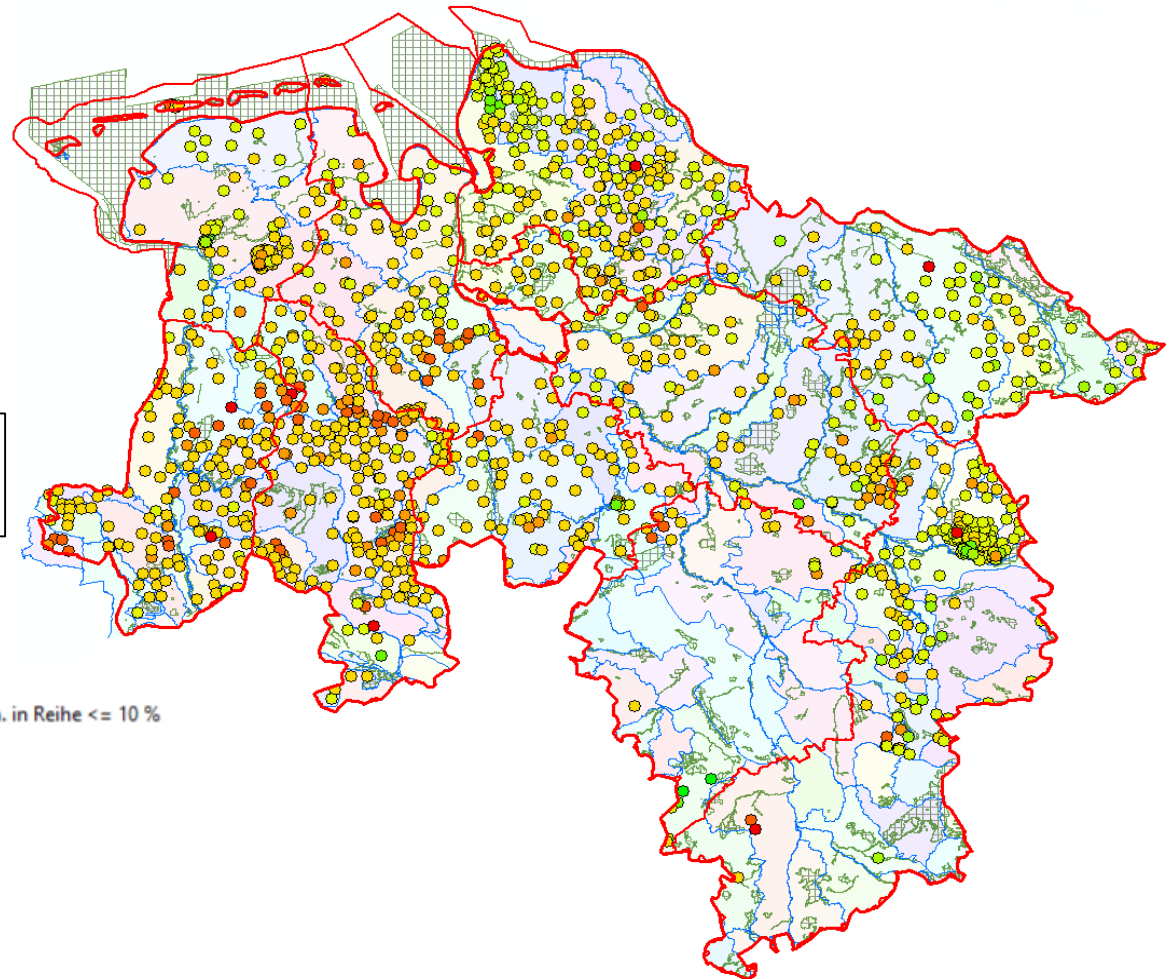 . in Reihe <= 10 %